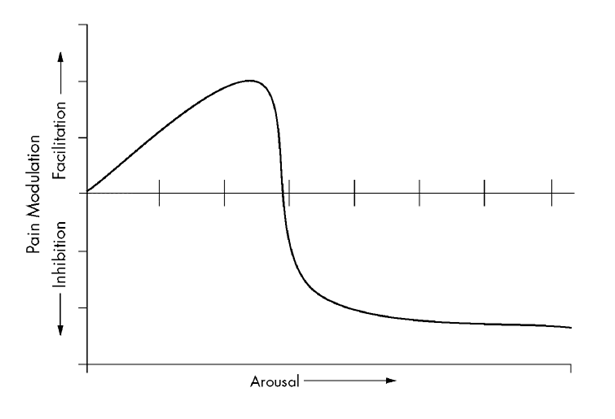 Pain Modulation
Inhibition
Facilitation
Arousal